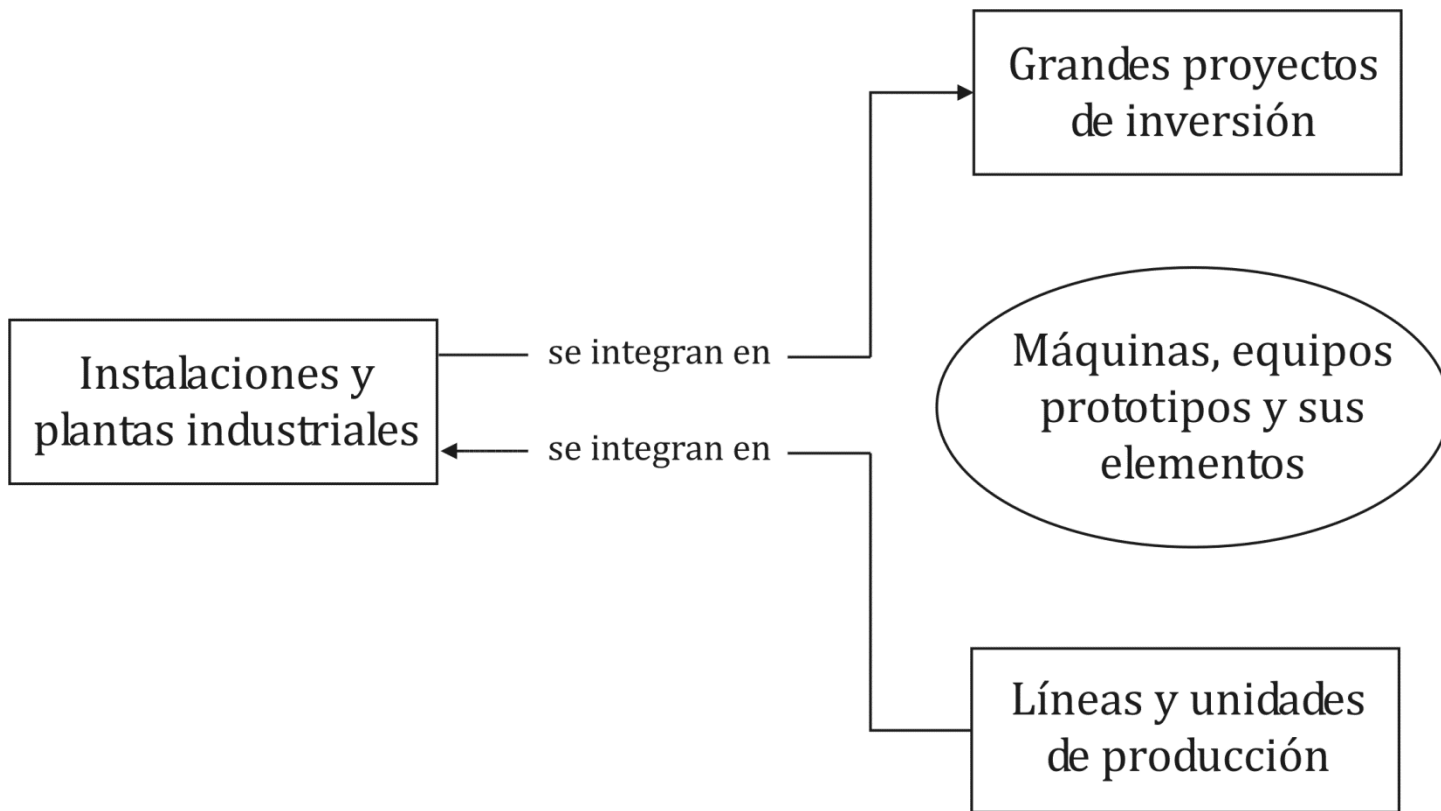 Grandes proyectos
de inversión
Instalaciones y
plantas industriales
se integran en
se integran en
Máquinas, equipos
prototipos y sus
elementos
Líneas y unidades
de producción